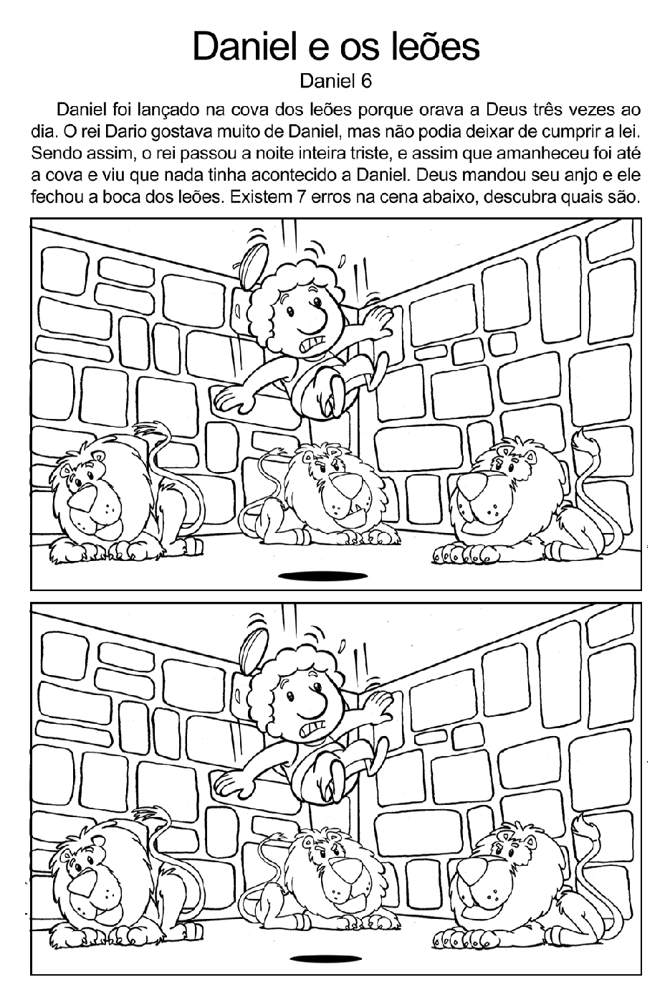 Daniel e os leões
Daniel 6
Daniel foi lançado na cova dos leões porque orava a Deus três vezes ao
dia. O rei Dario gostava muito de Daniel, mas não podia deixar de cumprir a lei.
Sendo assim, o rei passou a noite inteira triste, e assim que amanheceu foi até
a cova e viu que nada tinha acontecido a Daniel. Deus mandou seu anjo e ele
fechou a boca dos leões. Existem 7 erros na cena abaixo, descubra quais são.